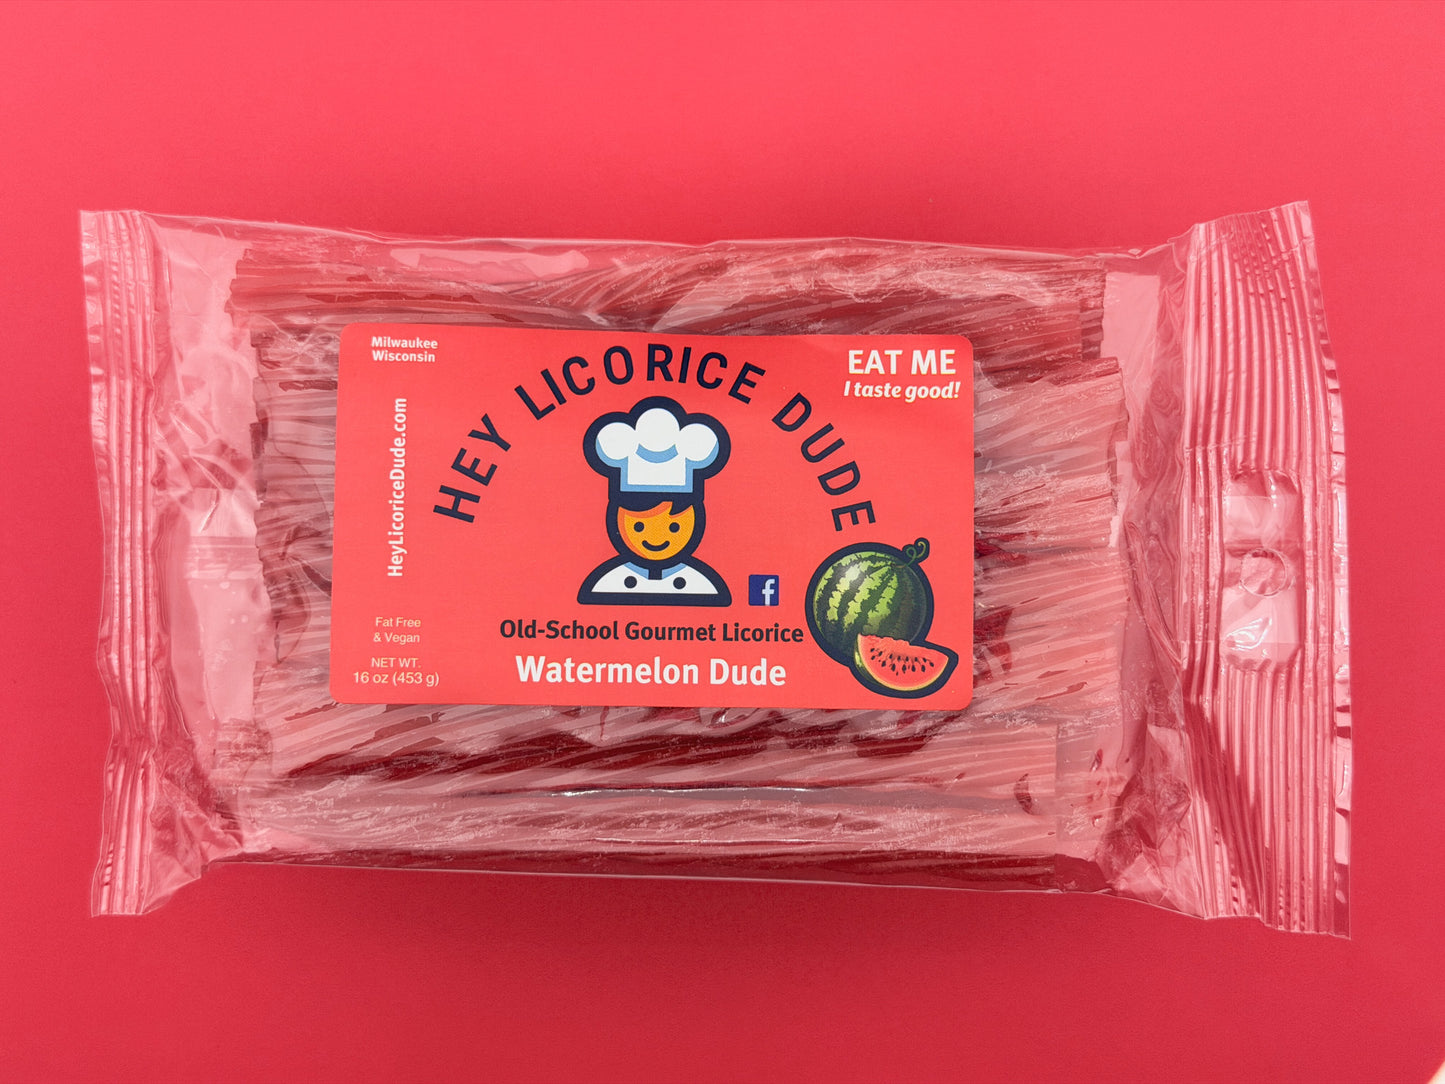 Milwaukee
Wisconsin
HEY LICORICE DUDE
EAT ME
I taste good!
HeyLicoriceDude.com
f
Fat Free
& Vegan
NET WT.
16 oz (453 g)
Old-School Gourmet Licorice
Watermelon Dude